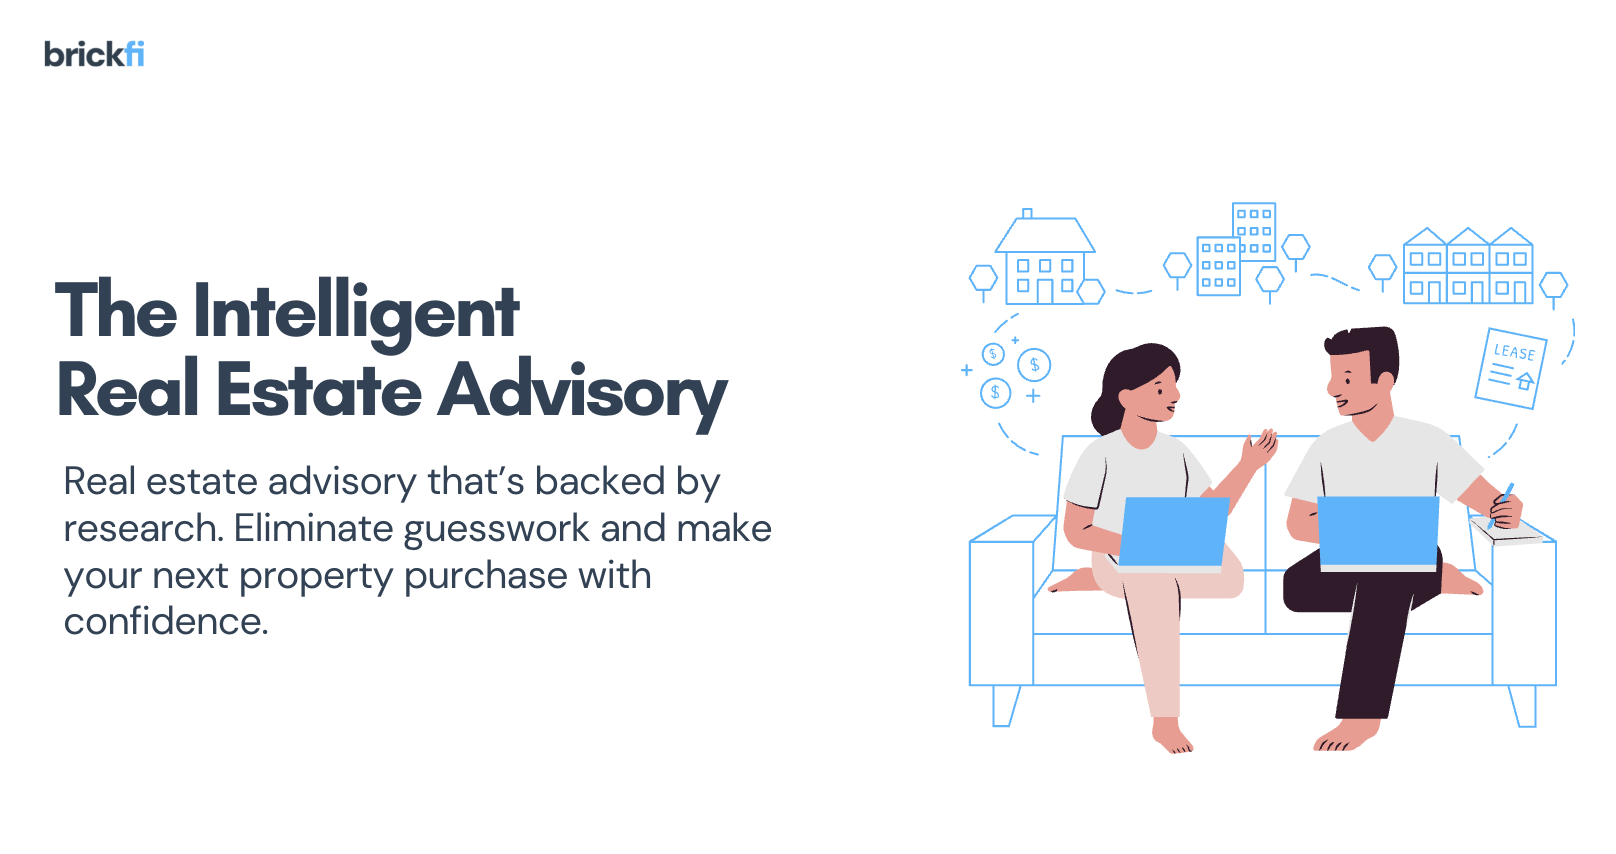 brickfi
The Intelligent
Real Estate Advisory
Real estate advisory that’s backed by
research. Eliminate guesswork and make
your next property purchase with
confidence.
$
$
$
LEASE